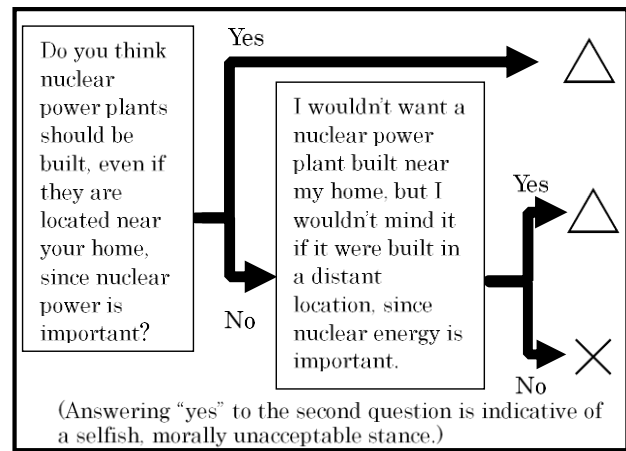 Do you think
nuclear
power plants
should be
built, even if
they are
located near
your home,
since nuclear
power is
important?
Yes
No
I wouldn't want a
nuclear power
plant built near
my home, but I
wouldn't mind it
if it were built in
a distant
location, since
nuclear energy is
important.
Yes
No
(Answering “yes” to the second question is indicative of
a selfish, morally unacceptable stance.)